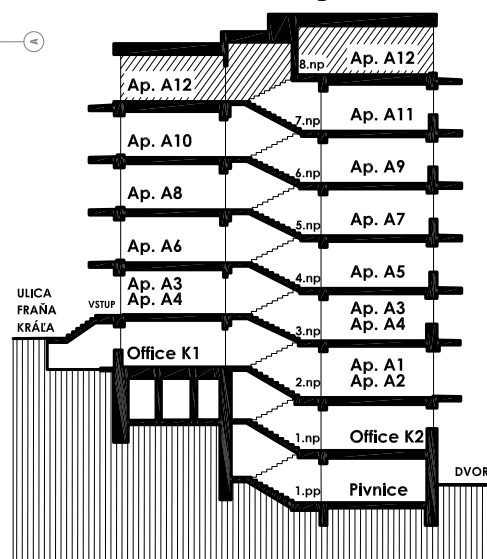 A
8.np
Ap. A12
Ap. A12
7.np
Ap. A11
Ap. A10
6.np
Ap. A9
Ap. A8
5.np
Ap. A7
Ap. A6
4.np
Ap. A5
Ap. A3
Ap. A4
ULICA
FRAŇA
KRÁĽA
VSTUP
3.np
Ap. A3
Ap. A4
Office K1
2.np
Ap. A1
Ap. A2
1.np
Office K2
DVOR
1.pp
Pivnice